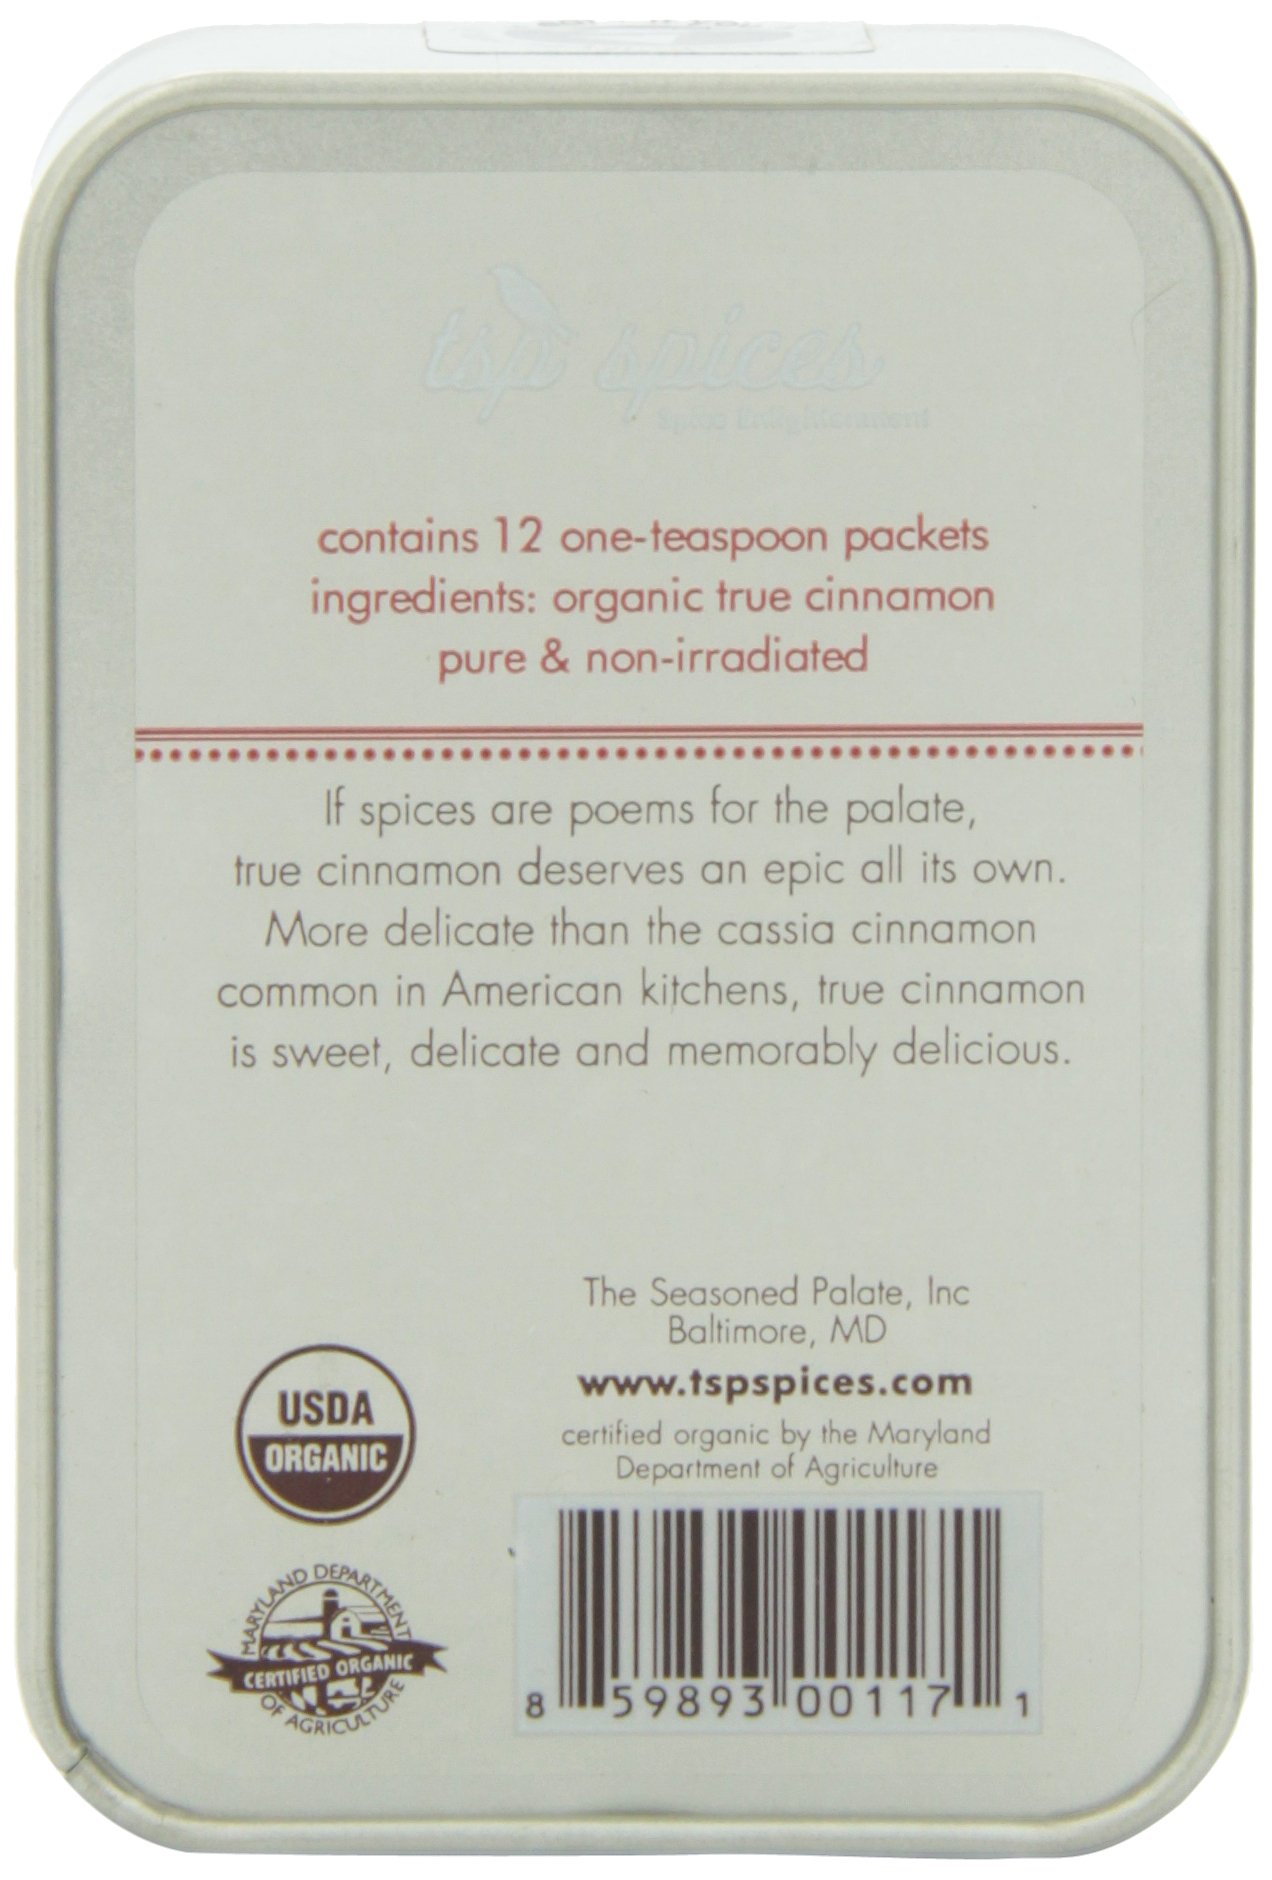 tsp spices
Spice Enlightenment
contains 12 one-teaspoon packets
ingredients: organic true cinnamon
pure & non-irradiated
If spices are poems for the palate,
true cinnamon deserves an epic all its own.
More delicate than the cassia cinnamon
common in American kitchens, true cinnamon
is sweet, delicate and memorably delicious.
The Seasoned Palate, Inc
Baltimore, MD
www.tspspices.com
certified organic by the Maryland
Department of Agriculture
USDA
ORGANIC
MARYLAND DEPARTMENT
CERTIFIED ORGANIC
OF AGRICULTURE
8 59893 00117 1